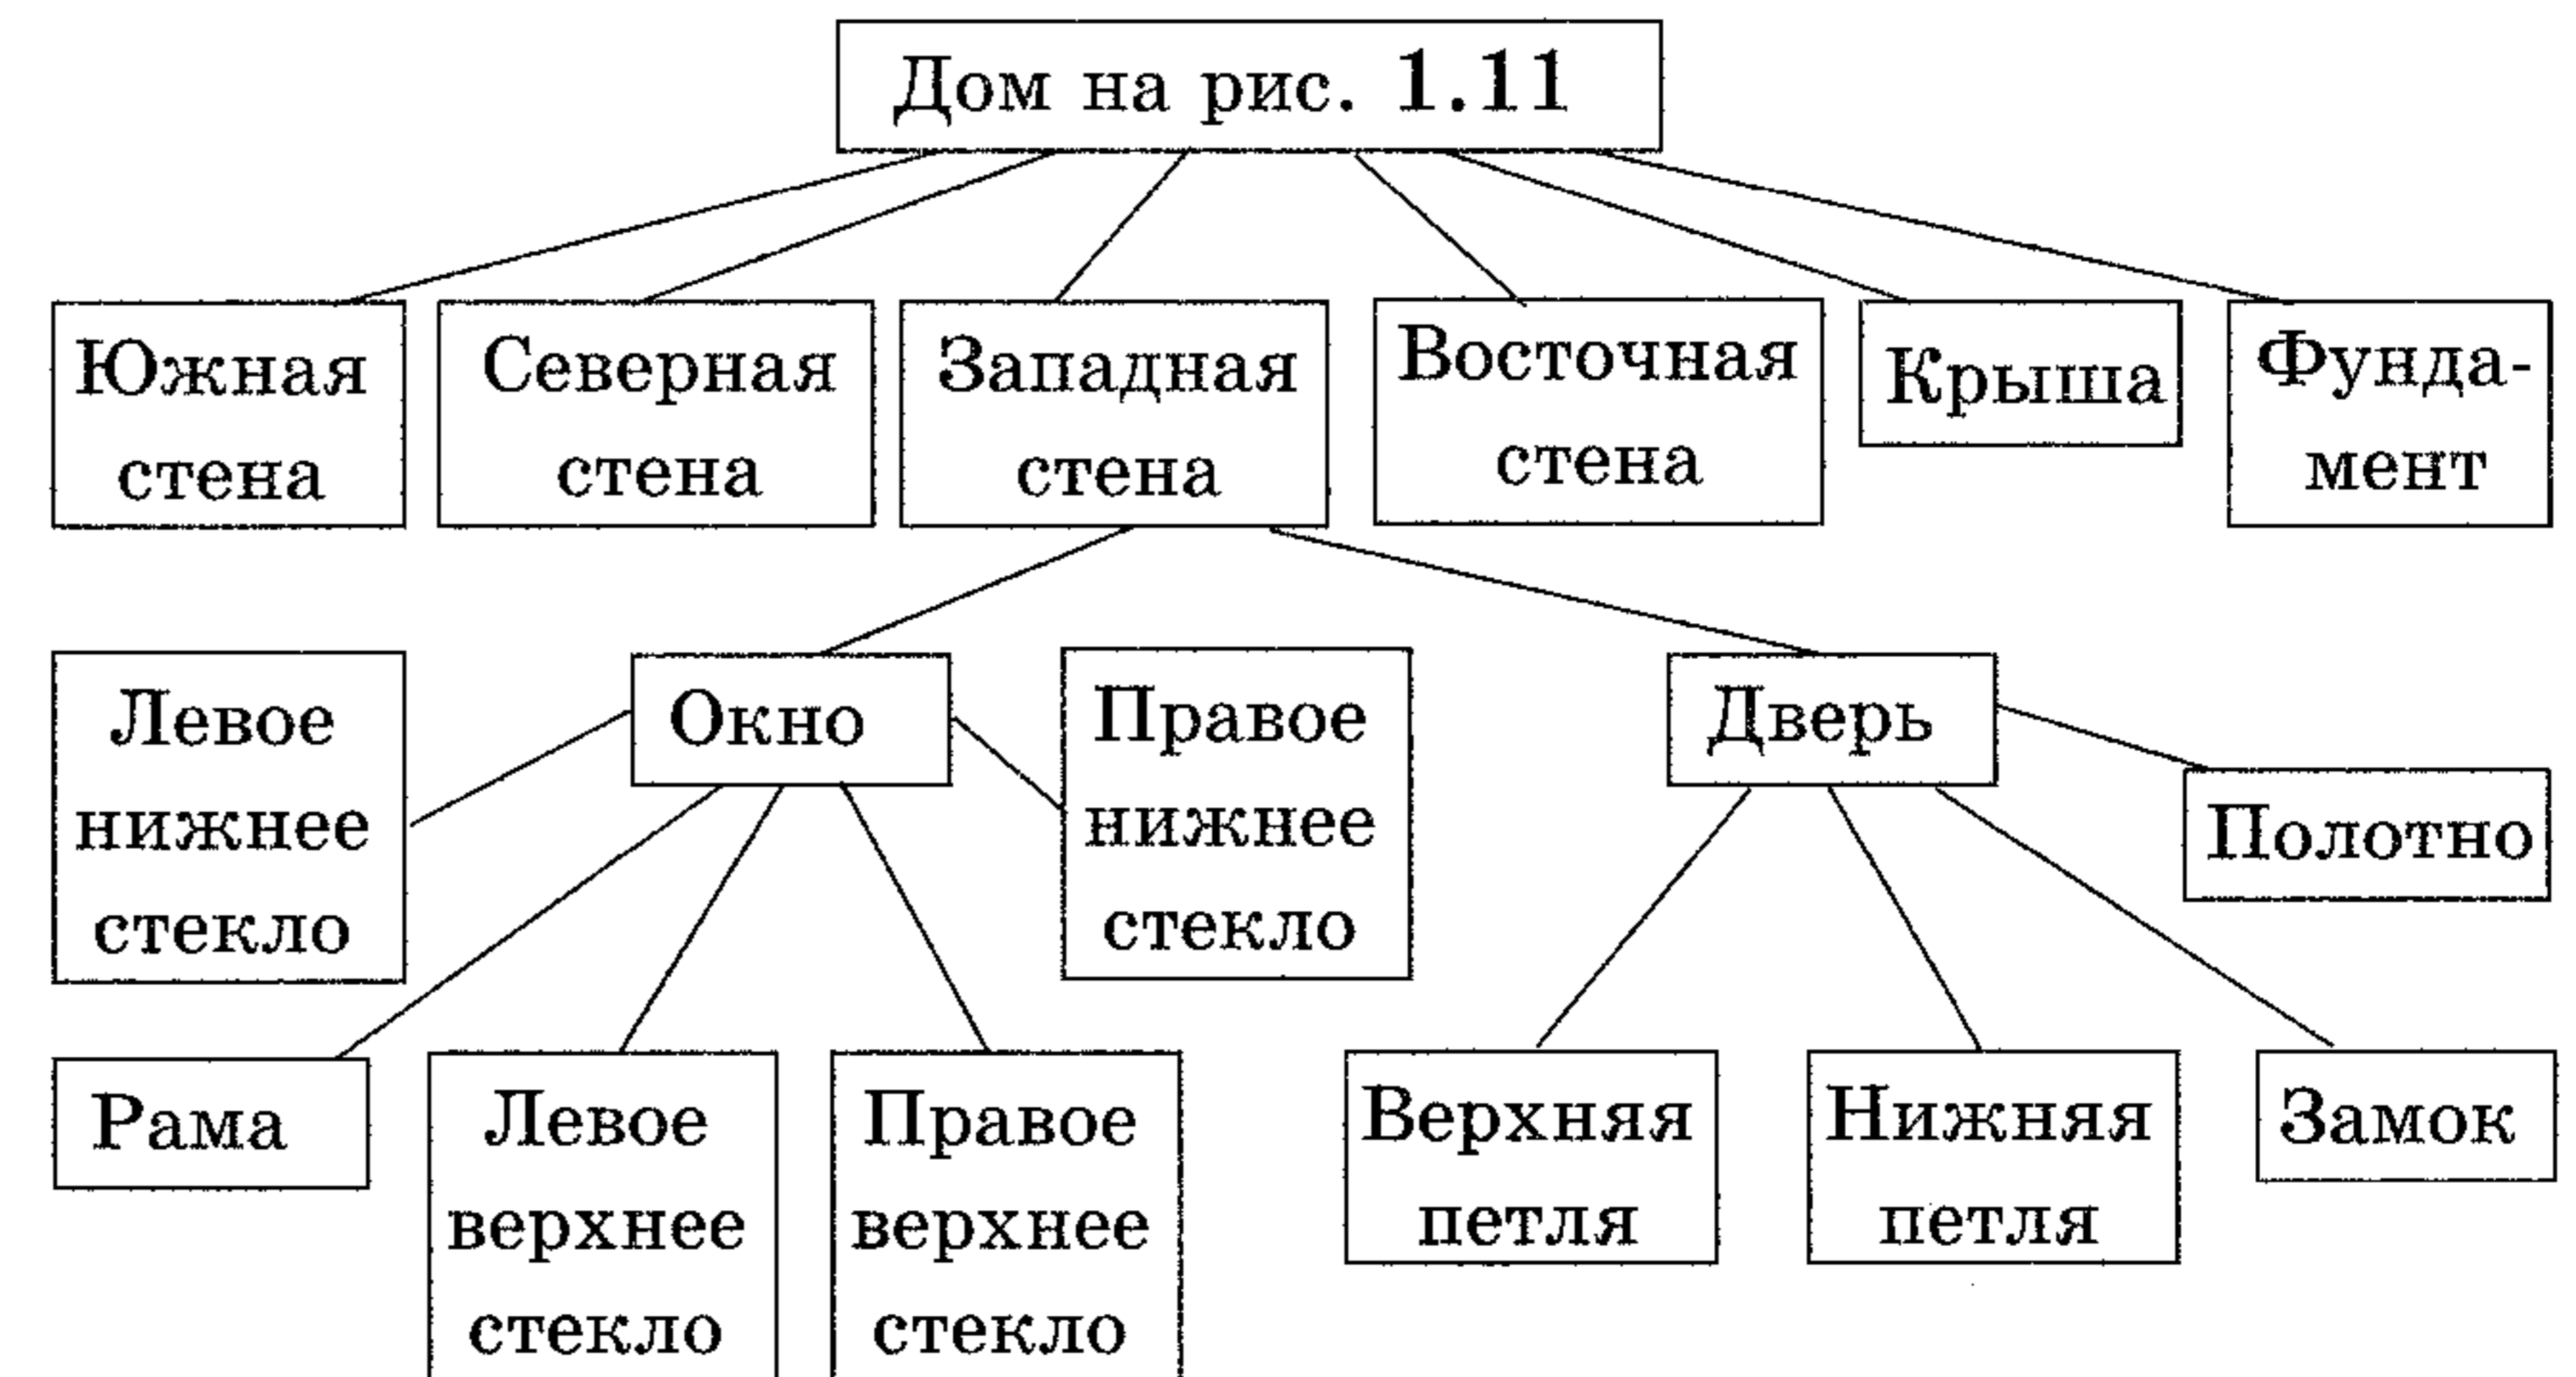 Дом на рис. 1.11
Южная
стена
Северная
стена
Западная
стена
Восточная
стена
Крыша
Фунда-
мент
Левое
нижнее
стекло
Окно
Правое
нижнее
стекло
Дверь
Полотно
Рама
Левое
верхнее
стекло
Правое
верхнее
стекло
Верхняя
петля
Нижняя
петля
Замок